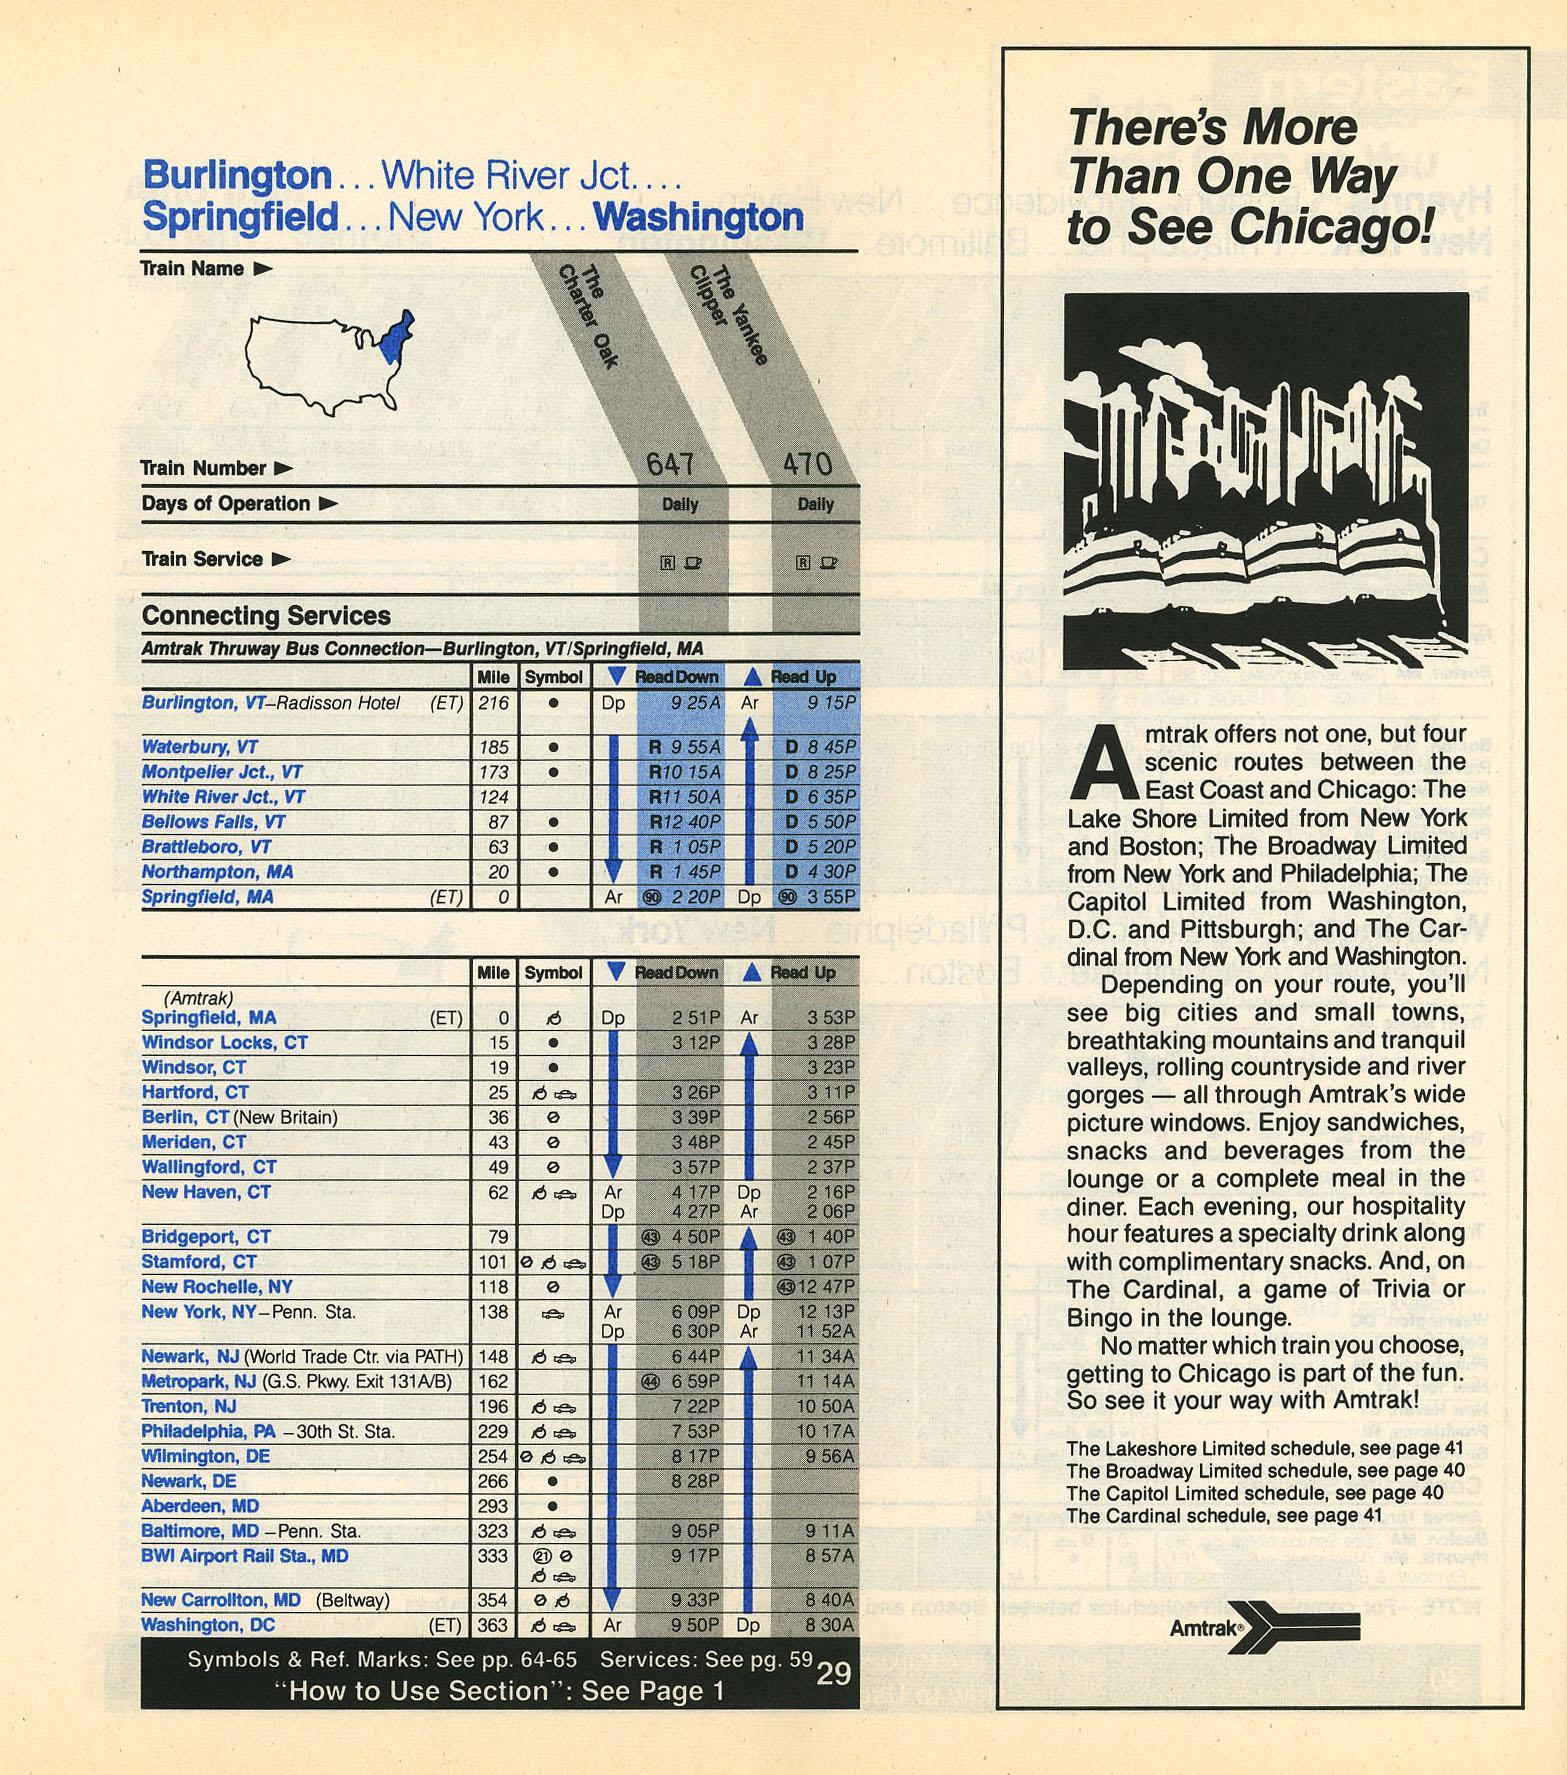 Burlington... White River Jct....
Springfield... New York... Washington
Train Name ►
The
Charter Oak
The Yankee
Clipper
Train Number ► 647 470
Days of Operation ► Daily Daily
Train Service ► R R
Connecting Services
Amtrak Thruway Bus Connection—Burlington, VT/Springfield, MA
Mile Symbol ▼ Read Down ▲ Read Up
Burlington, VT–Radisson Hotel (ET) 216 ● Dp 9 25A Ar 9 15P
Waterbury, VT 185 ● R 9 55A D 8 45P
Montpelier Jct., VT 173 ● R10 15A D 8 25P
White River Jct., VT 124 R11 50A D 6 35P
Bellows Falls, VT 87 ● R12 40P D 5 50P
Brattleboro, VT 63 ● R 1 05P D 5 20P
Northampton, MA 20 ● R 1 45P D 4 30P
Springfield, MA (ET) 0 Ar 90 2 20P Dp 90 3 55P
Mile Symbol ▼ Read Down ▲ Read Up
(Amtrak)
Springfield, MA (ET) 0 Dp 2 51P Ar 3 53P
Windsor Locks, CT 15 ● 3 12P 3 28P
Windsor, CT 19 ● 3 23P
Hartford, CT 25 3 26P 3 11P
Berlin, CT (New Britain) 36 3 39P 2 56P
Meriden, CT 43 3 48P 2 45P
Wallingford, CT 49 3 57P 2 37P
New Haven, CT 62 Ar 4 17P Dp 2 16P
Dp 4 27P Ar 2 06P
Bridgeport, CT 79 43 4 50P 43 1 40P
Stamford, CT 101 43 5 18P 43 1 07P
New Rochelle, NY 118 43 12 47P
New York, NY–Penn. Sta. 138 Ar 6 09P Dp 12 13P
Dp 6 30P Ar 11 52A
Newark, NJ (World Trade Ctr. via PATH) 148 6 44P 11 34A
Metropark, NJ (G.S. Pkwy. Exit 131A/B) 162 44 6 59P 11 14A
Trenton, NJ 196 7 22P 10 50A
Philadelphia, PA –30th St. Sta. 229 7 53P 10 17A
Wilmington, DE 254 8 17P 9 56A
Newark, DE 266 ● 8 28P
Aberdeen, MD 293 ●
Baltimore, MD –Penn. Sta. 323 9 05P 9 11A
BWI Airport Rail Sta., MD 333 21 9 17P 8 57A
New Carrollton, MD (Beltway) 354 9 33P 8 40A
Washington, DC (ET) 363 Ar 9 50P Dp 8 30A
Symbols & Ref. Marks: See pp. 64-65 Services: See pg. 59
"How to Use Section": See Page 1
29
There's More
Than One Way
to See Chicago!
Amtrak offers not one, but four
scenic routes between the
East Coast and Chicago: The
Lake Shore Limited from New York
and Boston; The Broadway Limited
from New York and Philadelphia; The
Capitol Limited from Washington,
D.C. and Pittsburgh; and The Car-
dinal from New York and Washington.
Depending on your route, you'll
see big cities and small towns,
breathtaking mountains and tranquil
valleys, rolling countryside and river
gorges — all through Amtrak's wide
picture windows. Enjoy sandwiches,
snacks and beverages from the
lounge or a complete meal in the
diner. Each evening, our hospitality
hour features a specialty drink along
with complimentary snacks. And, on
The Cardinal, a game of Trivia or
Bingo in the lounge.
No matter which train you choose,
getting to Chicago is part of the fun.
So see it your way with Amtrak!
The Lakeshore Limited schedule, see page 41
The Broadway Limited schedule, see page 40
The Capitol Limited schedule, see page 40
The Cardinal schedule, see page 41
Amtrak®